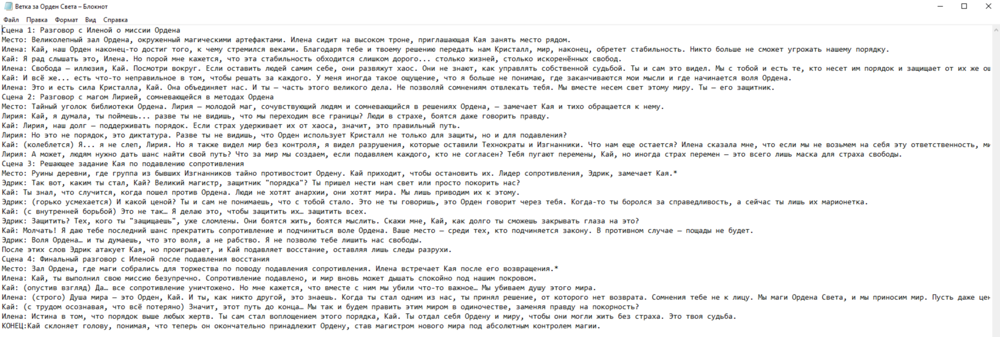 Ветка за Орден Света – Блокнот
Файл Правка Формат Вид Справка
Сцена 1: Разговор с Иленой о миссии Ордена
Место: Великолепный зал Ордена, окруженный магическими артефактами. Илена сидит на высоком троне, приглашающая Кая занять место рядом.
Илена: Кай, наш Орден наконец-то достиг того, к чему стремился веками. Благодаря тебе и твоему решению передать нам Кристалл, мир, наконец, обретет стабильность. Никто больше не сможет угрожать нашему порядку.
Кай: Я рад слышать это, Илена. Но порой мне кажется, что эта стабильность обходится слишком дорого... столько жизней, столько искоренённых свобод.
Илена: Свобода — иллюзия, Кай. Посмотри вокруг. Если оставить людей самим себе, они развяжут хаос. Они не знают, как управлять собственной судьбой. Ты и сам это видел. Мы с тобой и есть те, кто несет им порядок и защищает от их же ош
Кай: И всё же... есть что-то неправильное в том, чтобы решать за каждого. У меня иногда такое ощущение, что я больше не понимаю, где заканчиваются мои мысли и где начинается воля Ордена.
Илена: Это и есть сила Кристалла, Кай. Она объединяет нас. И ты — часть этого великого дела. Не позволяй сомнениям отвлекать тебя. Мы вместе несем свет этому миру. Ты — его защитник.
Сцена 2: Разговор с магом Лирией, сомневающейся в методах Ордена
Место: Тайный уголок библиотеки Ордена. Лирия — молодой маг, сочувствующий людям и сомневающийся в решениях Ордена, — замечает Кая и тихо обращается к нему.
Лирия: Кай, я думала, ты поймешь... разве ты не видишь, что мы переходим все границы? Люди в страхе, боятся даже говорить правду.
Кай: Лирия, наш долг — поддерживать порядок. Если страх удерживает их от хаоса, значит, это правильный путь.
Лирия: Но это не порядок, это диктатура. Разве ты не видишь, что Орден использует Кристалл не только для защиты, но и для подавления?
Кай: (колеблется) Я... я не слеп, Лирия. Но я также видел мир без контроля, я видел разрушения, которые оставили Технократы и Изгнанники. Что нам еще остается? Илена сказала мне, что если мы не возьмем на себя эту ответственность, ми
Лирия: А может, людям нужно дать шанс найти свой путь? Что за мир мы создаем, если подавляем каждого, кто не согласен? Тебя пугают перемены, Кай, но иногда страх перемен — это всего лишь маска для страха свободы.
Сцена 3: Решающее задание Кая по подавлению сопротивления
Место: Руины деревни, где группа из бывших Изгнанников тайно противостоит Ордену. Кай приходит, чтобы остановить их. Лидер сопротивления, Эдрик, замечает Кая.*
Эдрик: Так вот, каким ты стал, Кай? Великий магистр, защитник "порядка"? Ты пришел нести нам свет или просто покорить нас?
Кай: Ты знал, что случится, когда пошел против Ордена. Люди не хотят анархии, они хотят мира. Мы лишь приводим их к этому.
Эдрик: (горько усмехается) И какой ценой? Ты и сам не понимаешь, что с тобой стало. Это не ты говоришь, это Орден говорит через тебя. Когда-то ты боролся за справедливость, а сейчас ты лишь их марионетка.
Кай: (с внутренней борьбой) Это не так… Я делаю это, чтобы защитить их… защитить всех.
Эдрик: Защитить? Тех, кого ты "защищаешь", уже сломлены. Они боятся жить, боятся мыслить. Скажи мне, Кай, как долго ты сможешь закрывать глаза на это?
Кай: Молчать! Я даю тебе последний шанс прекратить сопротивление и подчиниться воле Ордена. Ваше место — среди тех, кто подчиняется закону. В противном случае — пощады не будет.
Эдрик: Воля Ордена… и ты думаешь, что это воля, а не рабство. Я не позволю тебе лишить нас свободы.
После этих слов Эдрик атакует Кая, но проигрывает, и Кай подавляет восстание, оставляя лишь следы разрухи.
Сцена 4: Финальный разговор с Иленой после подавления восстания
Место: Зал Ордена, где маги собрались для торжества по поводу подавления сопротивления. Илена встречает Кая после его возвращения.*
Илена: Кай, ты выполнил свою миссию безупречно. Сопротивление подавлено, и мир вновь может дышать спокойно под нашим покровом.
Кай: (опустив взгляд) Да… все сопротивление уничтожено. Но мне кажется, что вместе с ним мы убили что-то важное… Мы убиваем душу этого мира.
Илена: (строго) Душа мира — это Орден, Кай. И ты, как никто другой, это знаешь. Когда ты стал одним из нас, ты принял решение, от которого нет возврата. Сомнения тебе не к лицу. Мы маги Ордена Света, и мы приносим мир. Пусть даже цен
Кай: (с трудом осознавая, что всё потеряно) Значит, этот путь до конца… Мы так и будем править этим миром в одиночестве, заменяя правду на покорность?
Илена: Истина в том, что порядок выше любых жертв. Ты сам стал воплощением этого порядка, Кай. Ты отдал себя Ордену и миру, чтобы они могли жить без страха. Это твоя судьба.
КОНЕЦ:Кай склоняет голову, понимая, что теперь он окончательно принадлежит Ордену, став магистром нового мира под абсолютным контролем магии.